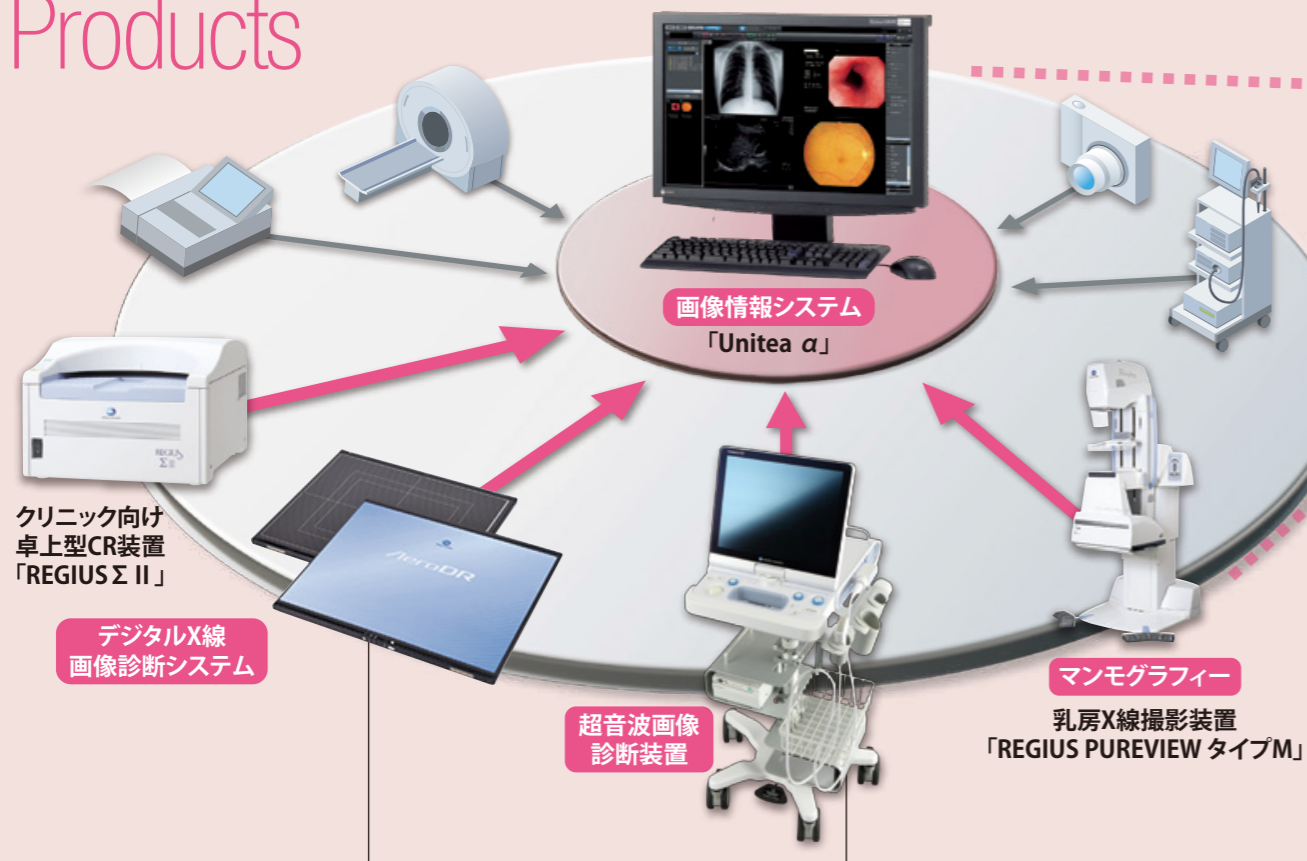 Products
画像情報システム
「Unitea α」
REGIUS
Σ II
クリニック向け
卓上型CR装置
「REGIUS Σ II 」
AeroDR
デジタルX線
画像診断システム
超音波画像
診断装置
マンモグラフィー
乳房X線撮影装置
「REGIUS PUREVIEW タイプM」